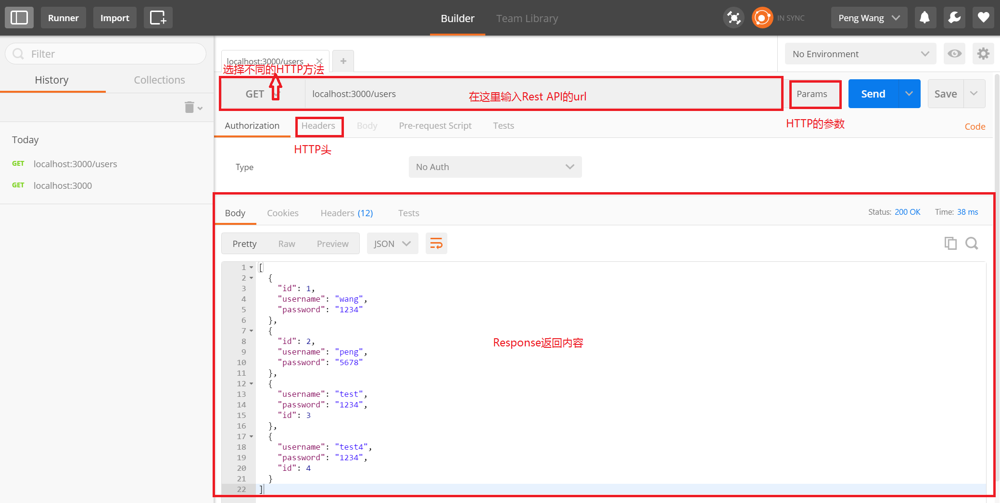 Runner Import Builder Team Library IN SYNC Peng Wang
Filter
localhost:3000/users
No Environment
选择不同的HTTP方法
History Collections
GET localhost:3000/users 在这里输入Rest API的url Params Send Save
Authorization Headers Body Pre-request Script Tests HTTP的参数 Code
HTTP头
Today
GET localhost:3000/users
GET localhost:3000
Type No Auth
Body Cookies Headers (12) Tests Status: 200 OK Time: 38 ms
Pretty Raw Preview JSON
1 [
2 {
3 "id": 1,
4 "username": "wang",
5 "password": "1234"
6 },
7 {
8 "id": 2,
9 "username": "peng",
10 "password": "5678"
11 },
12 {
13 "username": "test",
14 "password": "1234",
15 "id": 3
16 },
17 {
18 "username": "test4",
19 "password": "1234",
20 "id": 4
21 }
22 ]
Response返回内容